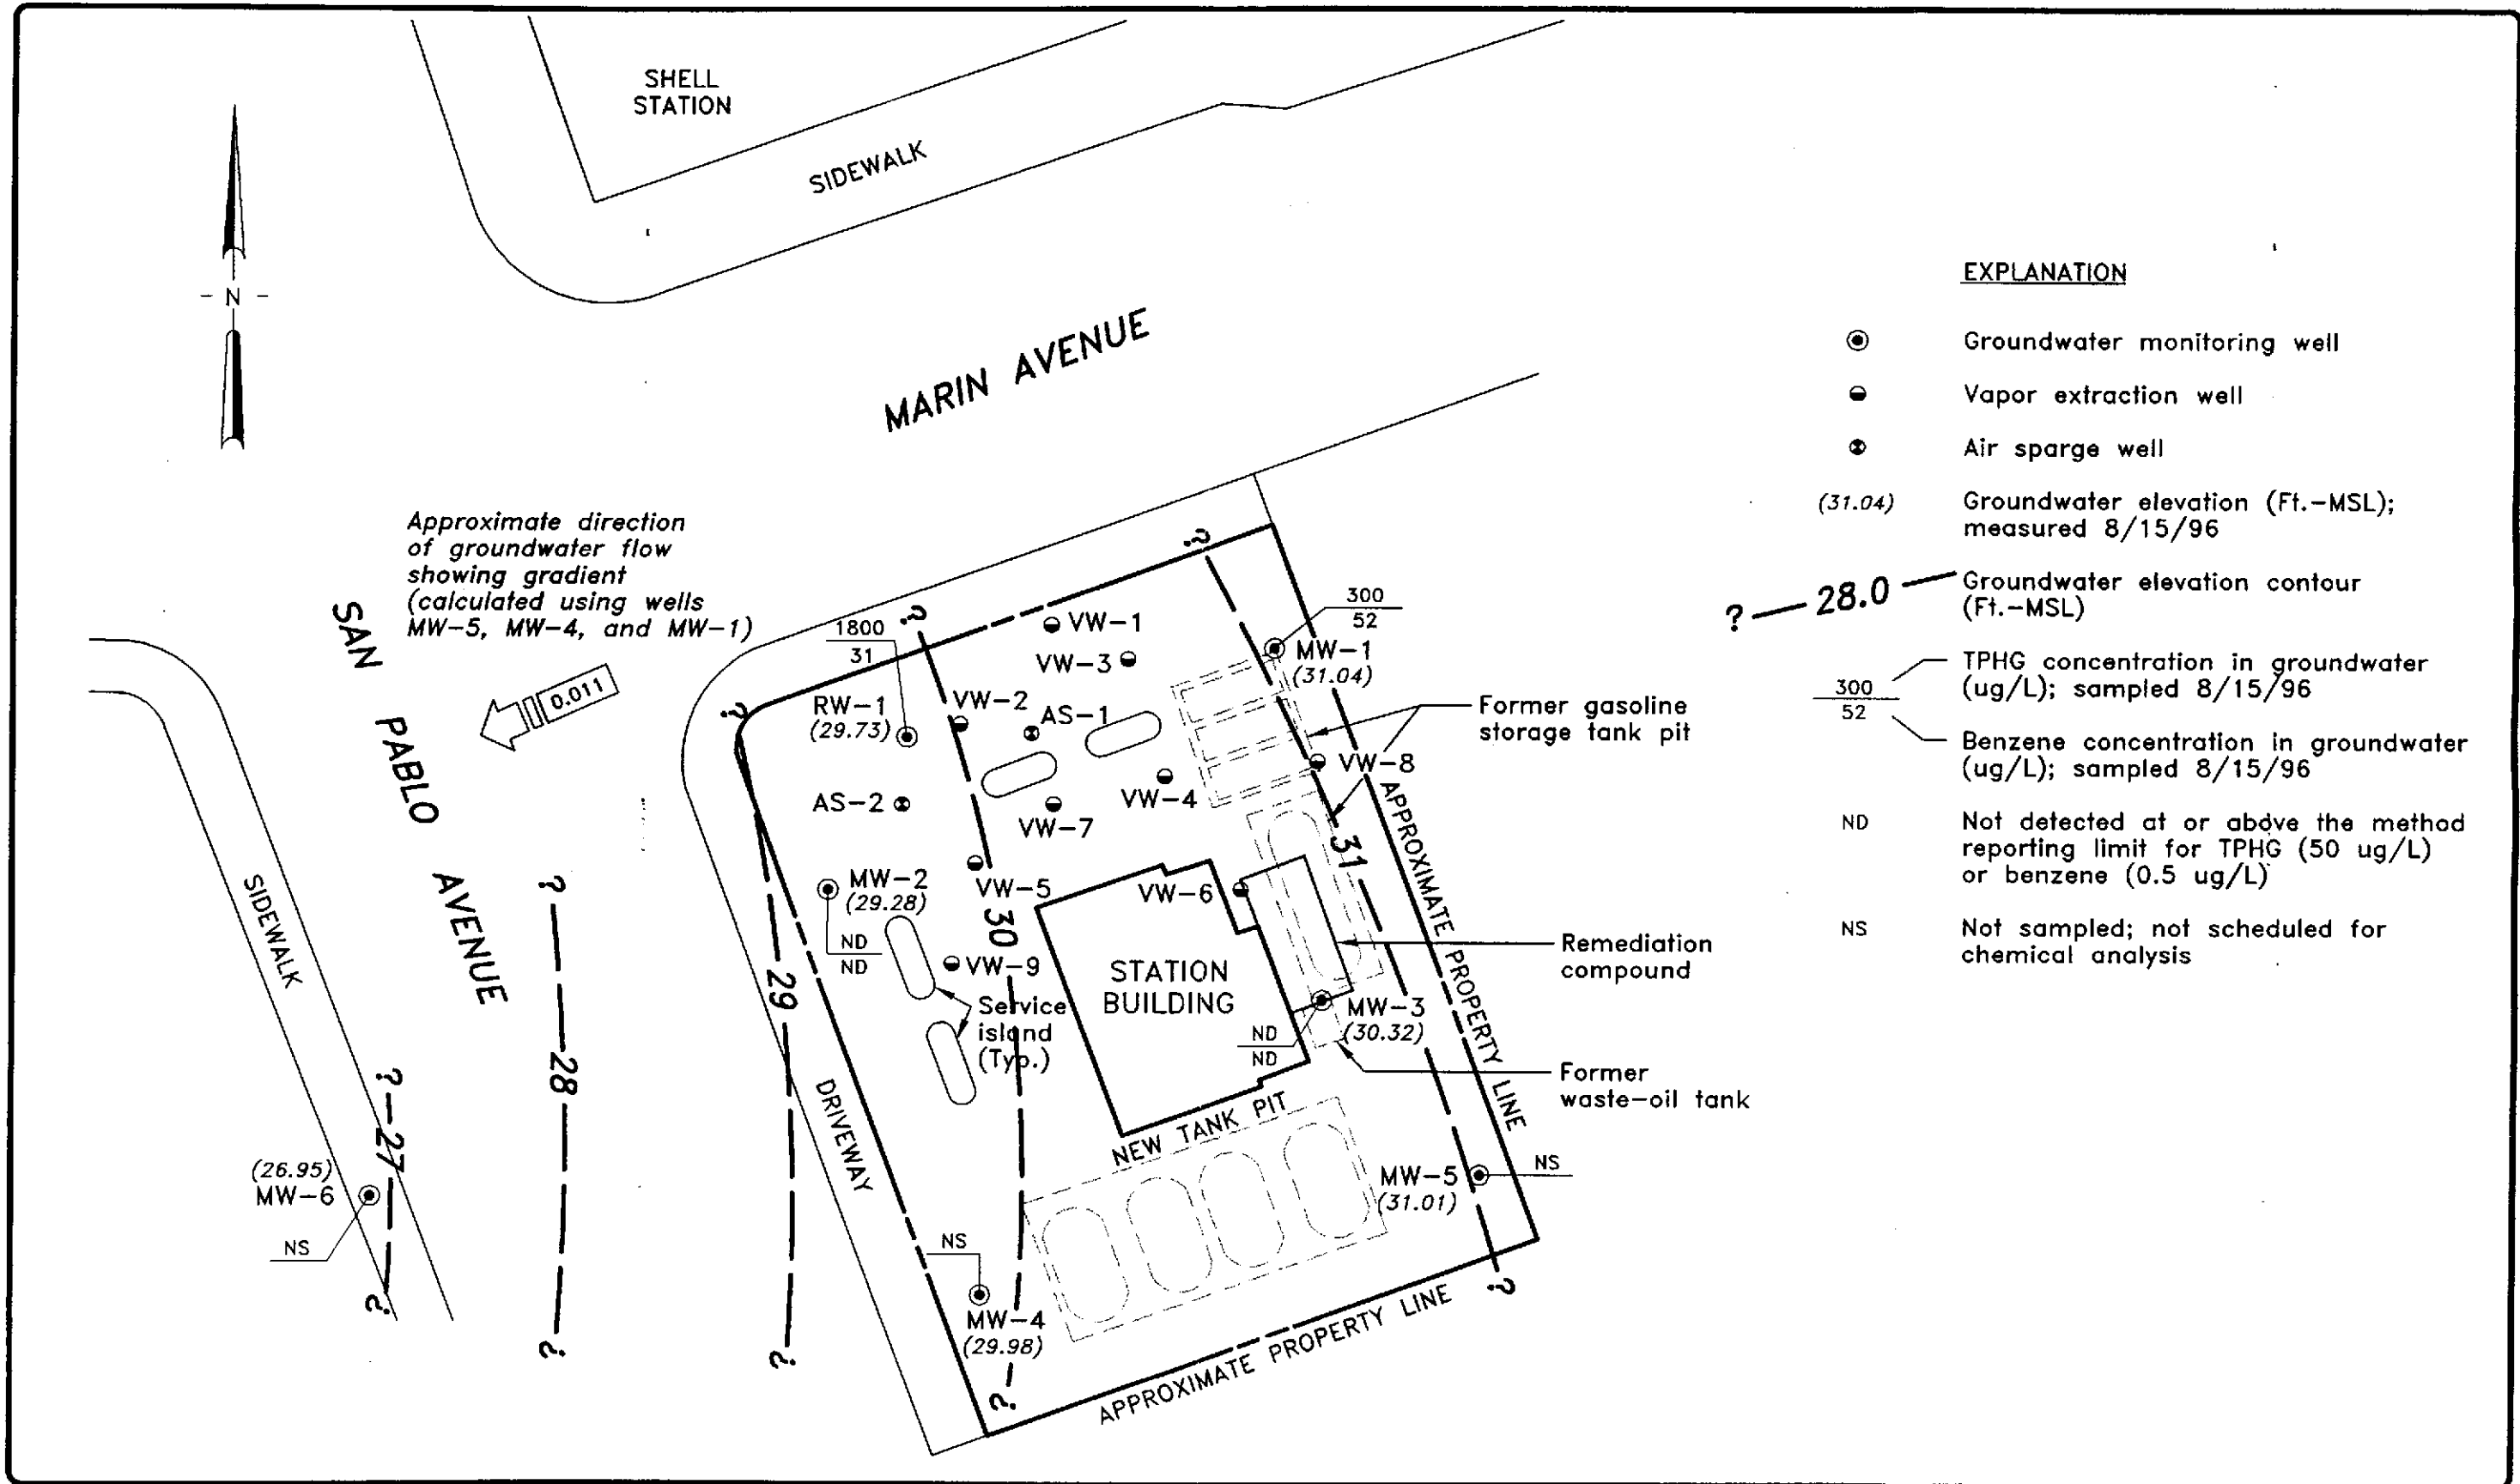 SHELL
STATION
SIDEWALK
- N -
MARIN AVENUE
EXPLANATION
Groundwater monitoring well
Vapor extraction well
Air sparge well
(31.04) Groundwater elevation (Ft.-MSL);
measured 8/15/96
? 28.0 Groundwater elevation contour
(Ft.-MSL)
300
52
TPHG concentration in groundwater
(ug/L); sampled 8/15/96
Benzene concentration in groundwater
(ug/L); sampled 8/15/96
ND Not detected at or above the method
reporting limit for TPHG (50 ug/L)
or benzene (0.5 ug/L)
NS Not sampled; not scheduled for
chemical analysis
Approximate direction
of groundwater flow
showing gradient
(calculated using wells
MW-5, MW-4, and MW-1)
0.011
SAN PABLO AVENUE
SIDEWALK
? 27 ?
? 28 ?
? 29 ?
? 30 ?
? 31 ?
(26.95)
MW-6
NS
1800
31
RW-1
(29.73)
VW-1
VW-3
VW-2
AS-1
AS-2
VW-7
VW-4
300
52
MW-1
(31.04)
Former gasoline
storage tank pit
VW-8
APPROXIMATE PROPERTY LINE
MW-2
(29.28)
ND
ND
VW-5
VW-6
VW-9
STATION
BUILDING
Service
island
(Typ.)
Remediation
compound
MW-3
(30.32)
ND
ND
Former
waste-oil tank
DRIVEWAY
NEW TANK PIT
MW-5
(31.01)
NS
NS
MW-4
(29.98)
APPROXIMATE PROPERTY LINE